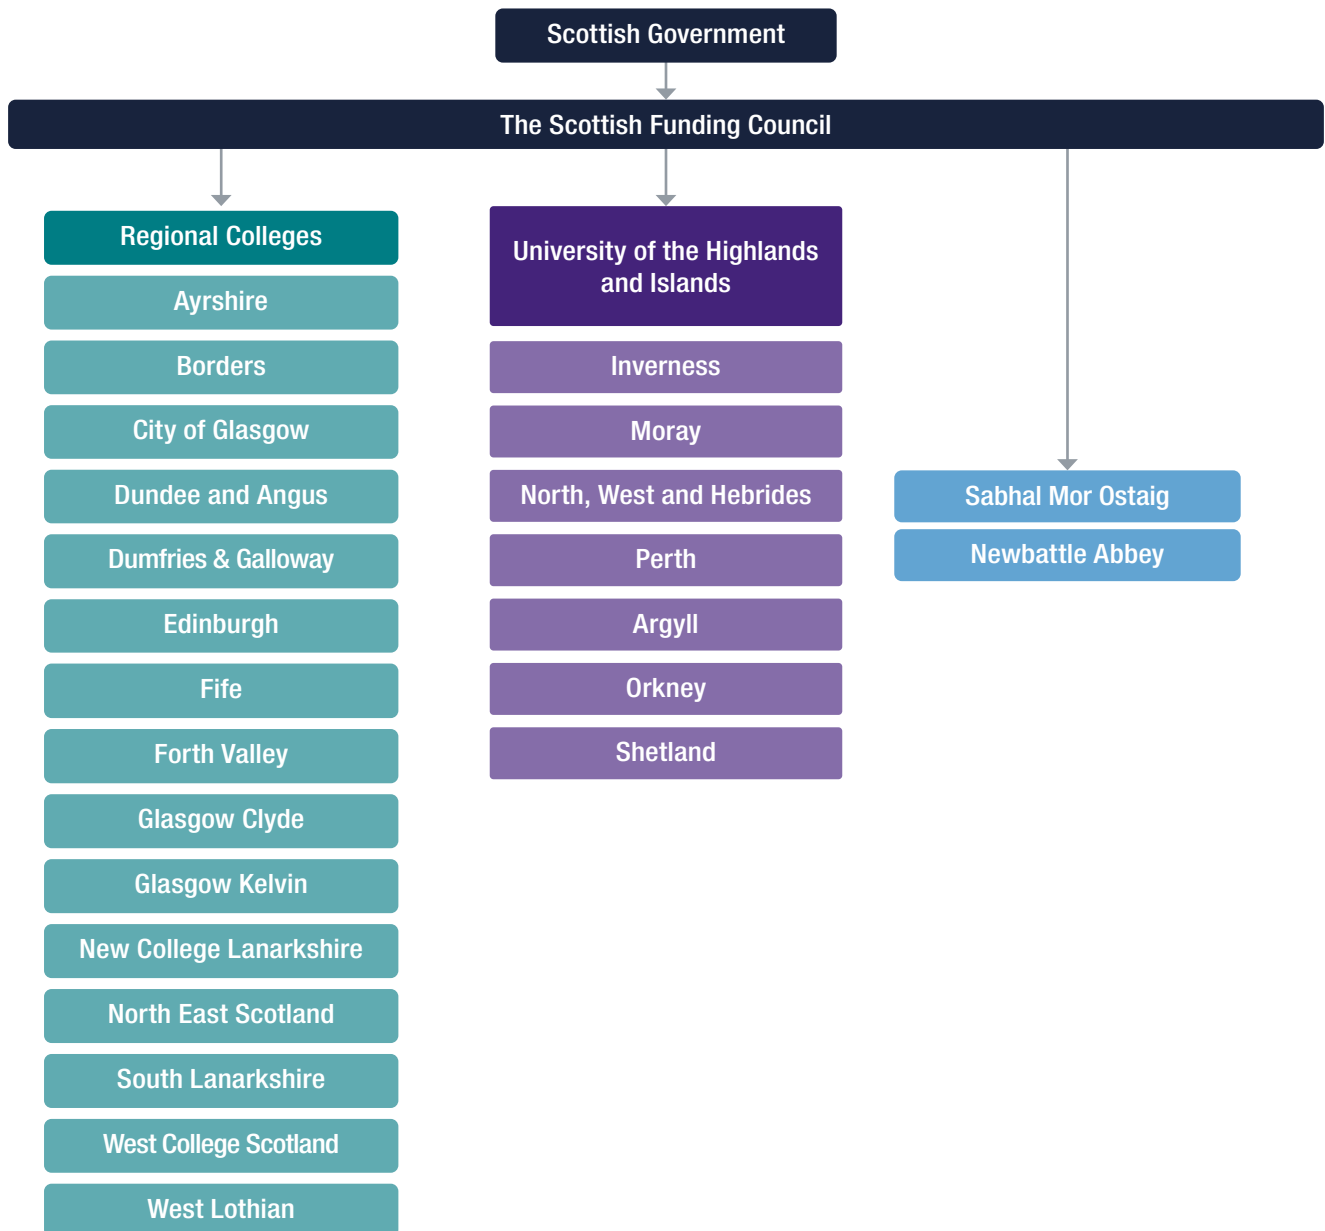 Scottish Government
The Scottish Funding Council
Regional Colleges
Ayrshire
Borders
City of Glasgow
Dundee and Angus
Dumfries & Galloway
Edinburgh
Fife
Forth Valley
Glasgow Clyde
Glasgow Kelvin
New College Lanarkshire
North East Scotland
South Lanarkshire
West College Scotland
West Lothian
University of the Highlands
and Islands
Inverness
Moray
North, West and Hebrides
Perth
Argyll
Orkney
Shetland
Sabhal Mor Ostaig
Newbattle Abbey